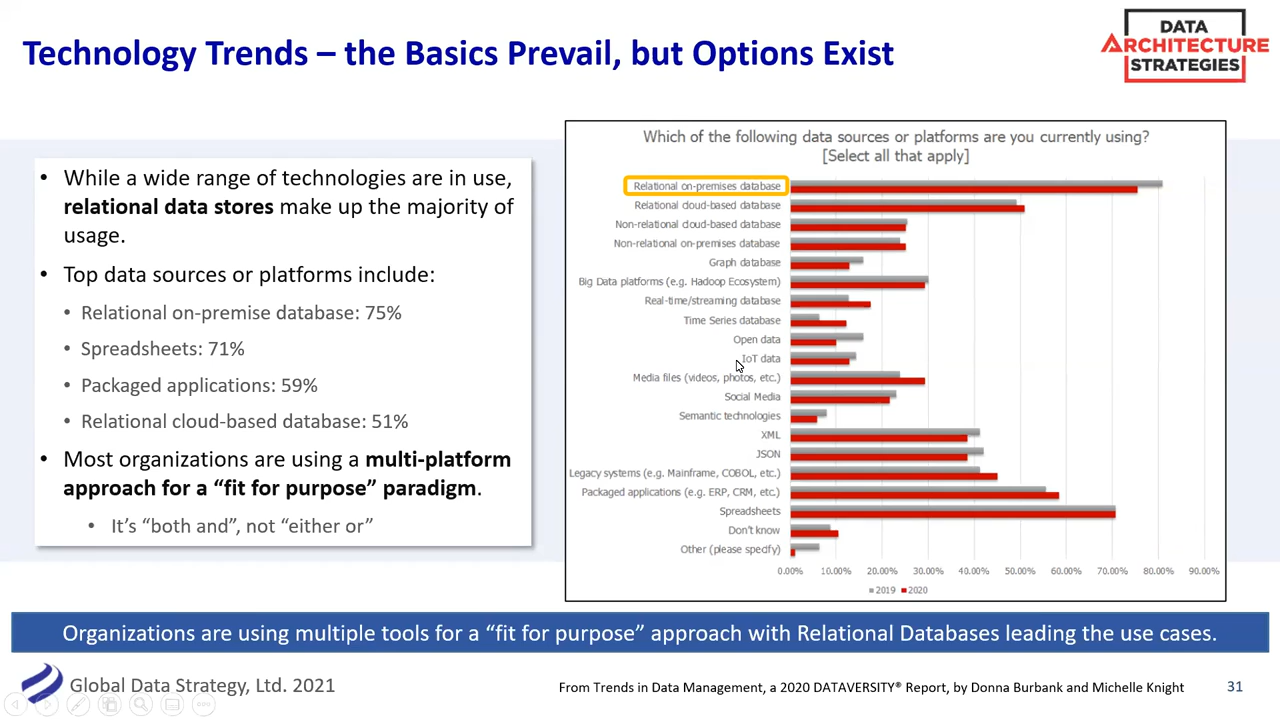 Technology Trends – the Basics Prevail, but Options Exist
DATA
ARCHITECTURE
STRATEGIES
• While a wide range of technologies are in use,
relational data stores make up the majority of
usage.
• Top data sources or platforms include:
• Relational on-premise database: 75%
• Spreadsheets: 71%
• Packaged applications: 59%
• Relational cloud-based database: 51%
• Most organizations are using a multi-platform
approach for a “fit for purpose” paradigm.
• It’s “both and”, not “either or”
Which of the following data sources or platforms are you currently using?
[Select all that apply]
Relational on-premises database
Relational cloud-based database
Non-relational cloud-based database
Non-relational on-premises database
Graph database
Big Data platforms (e.g. Hadoop Ecosystem)
Real-time/streaming database
Time Series database
Open data
IoT data
Media files (videos, photos, etc.)
Social Media
Semantic technologies
XML
JSON
Legacy systems (e.g. Mainframe, COBOL, etc.)
Packaged applications (e.g. ERP, CRM, etc.)
Spreadsheets
Don't know
Other (please specify)
0.00% 10.00% 20.00% 30.00% 40.00% 50.00% 60.00% 70.00% 80.00% 90.00%
2019 2020
Organizations are using multiple tools for a “fit for purpose” approach with Relational Databases leading the use cases.
Global Data Strategy, Ltd. 2021
From Trends in Data Management, a 2020 DATAVERSITY® Report, by Donna Burbank and Michelle Knight
31